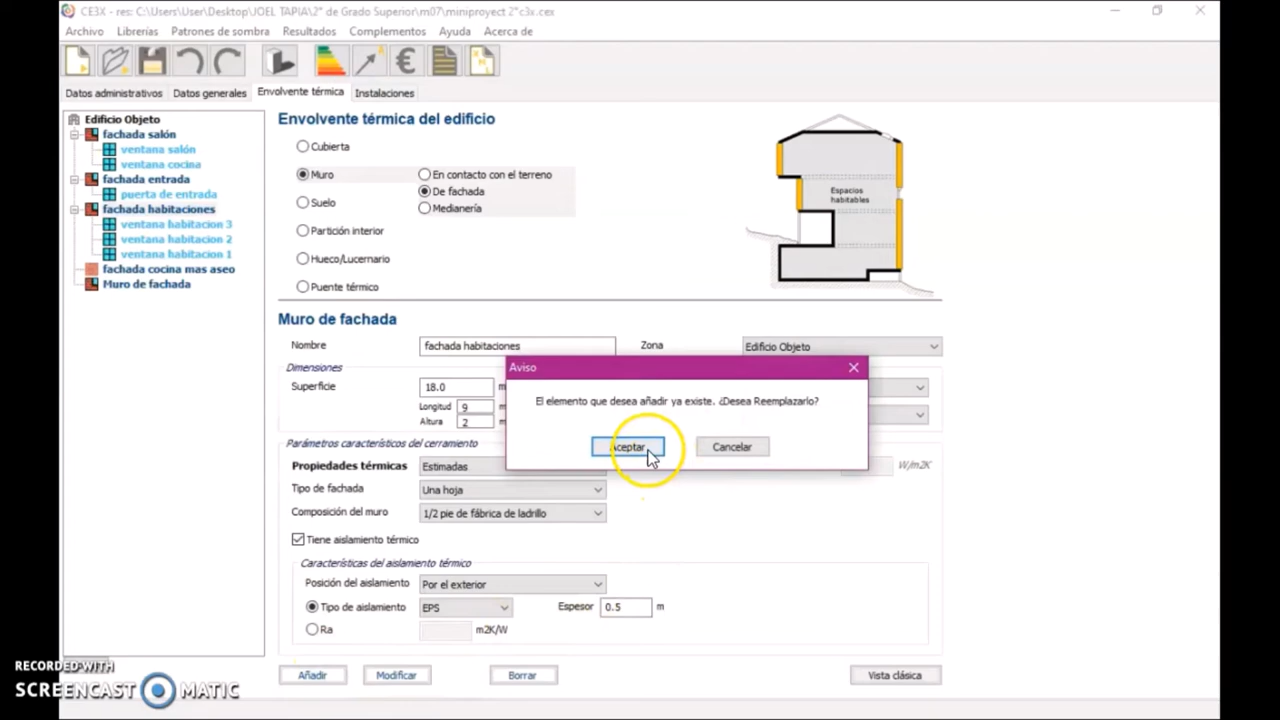 CE3X - res: C:\Users\User\Desktop\JOEL TAPIA\2" de Grado Superior\m07\miniproyect 2"c3x.cex
Archivo Librerías Patrones de sombra Resultados Complementos Ayuda Acerca de
Datos administrativos Datos generales Envolvente térmica Instalaciones
Edificio Objeto
fachada salón
ventana salón
ventana cocina
fachada entrada
puerta de entrada
fachada habitaciones
ventana habitacion 3
ventana habitacion 2
ventana habitacion 1
fachada cocina mas aseo
Muro de fachada
Envolvente térmica del edificio
Cubierta
Muro
En contacto con el terreno
De fachada
Medianería
Suelo
Partición interior
Hueco/Lucernario
Puente térmico
Espacios
habitables
Muro de fachada
Nombre fachada habitaciones Zona Edificio Objeto
Dimensiones
Superficie 18.0
Longitud 9
Altura 2
Aviso
El elemento que desea añadir ya existe. ¿Desea Reemplazarlo?
Aceptar Cancelar
Parámetros característicos del cerramiento
Propiedades térmicas Estimadas W/m2K
Tipo de fachada Una hoja
Composición del muro 1/2 pie de fábrica de ladrillo
Tiene aislamiento térmico
Características del aislamiento térmico
Posición del aislamiento Por el exterior
Tipo de aislamiento EPS Espesor 0.5 m
Ra m2K/W
Añadir Modificar Borrar Vista clásica
RECORDED WITH
SCREENCAST MATIC